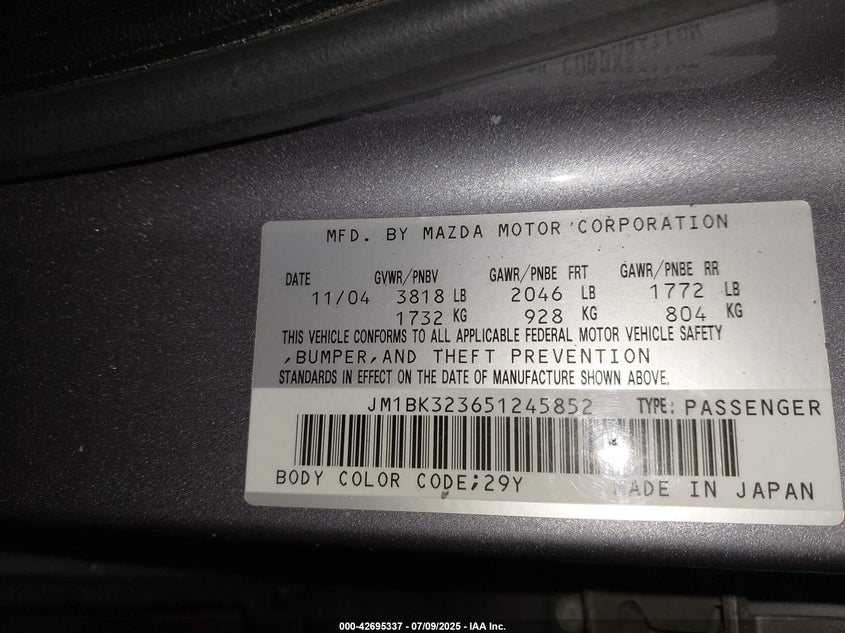 MFD. BY MAZDA MOTOR CORPORATION
DATE GVWR/PNBV GAWR/PNBE FRT GAWR/PNBE RR
11/04 3818 LB 2046 LB 1772 LB
1732 KG 928 KG 804 KG
THIS VEHICLE CONFORMS TO ALL APPLICABLE FEDERAL MOTOR VEHICLE SAFETY
,BUMPER,AND THEFT PREVENTION
STANDARDS IN EFFECT ON THE DATE OF MANUFACTURE SHOWN ABOVE.
JM1BK323651245852 TYPE: PASSENGER
BODY COLOR CODE;29Y MADE IN JAPAN
000-42695337 - 07/09/2025 - IAA Inc.